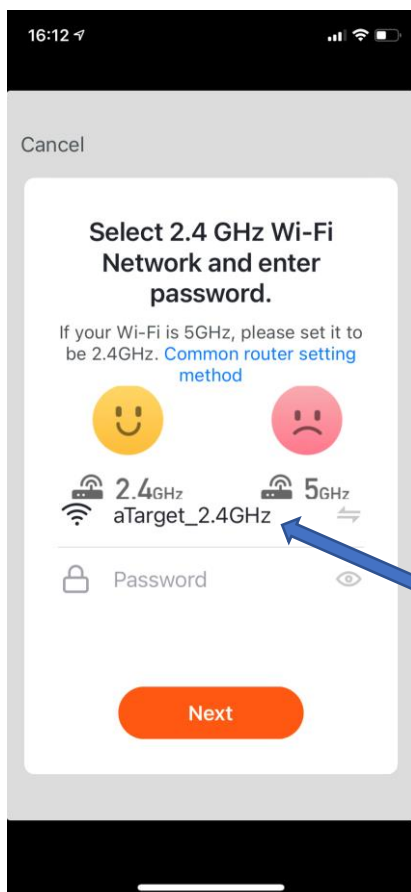 16:12
Cancel
Select 2.4 GHz Wi-Fi
Network and enter
password.
If your Wi-Fi is 5GHz, please set it to
be 2.4GHz. Common router setting
method
2.4GHz 5GHz
aTarget_2.4GHz
Password
Next